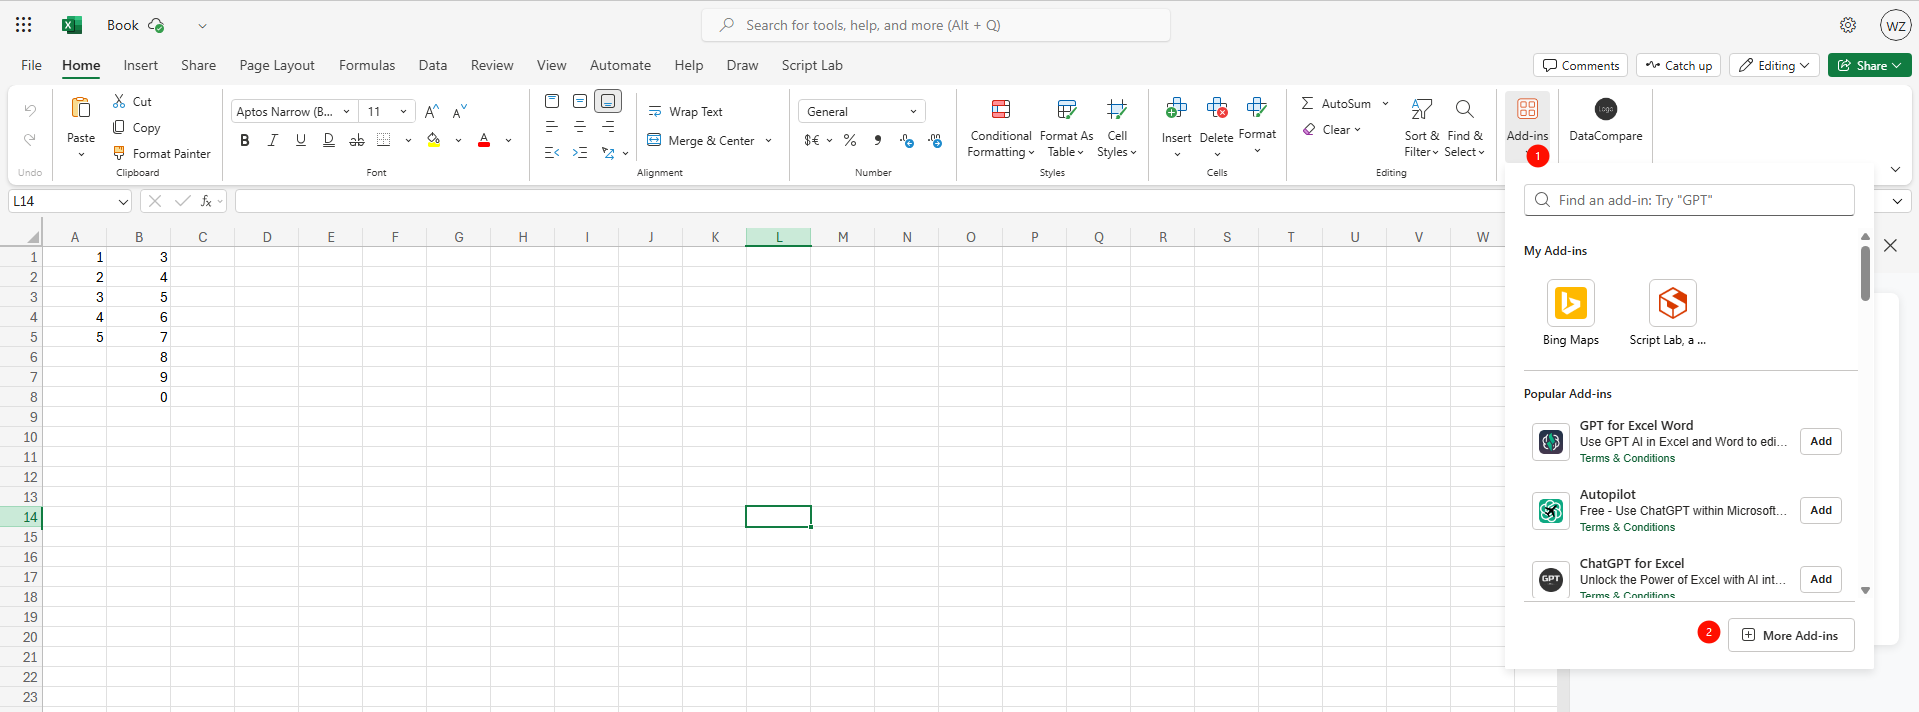 Book
Search for tools, help, and more (Alt + Q)
WZ
File Home Insert Share Page Layout Formulas Data Review View Automate Help Draw Script Lab
Comments Catch up Editing Share
Undo
Paste
Cut
Copy
Format Painter
Clipboard
Aptos Narrow (B... 11 A^ A˅
B I U D ab A
Font
Wrap Text
Merge & Center
Alignment
General
$€ % 9
Number
Conditional Formatting
Format As Table
Cell Styles
Styles
Insert Delete Format
Cells
AutoSum
Clear
Sort & Filter
Find & Select
Editing
Add-ins
1
Logo
DataCompare
L14
fx
Find an add-in: Try "GPT"
A B C D E F G H I J K L M N O P Q R S T U V W
1 1 3
2 2 4
3 3 5
4 4 6
5 5 7
6 8
7 9
8 0
9
10
11
12
13
14
15
16
17
18
19
20
21
22
23
My Add-ins
Bing Maps
Script Lab, a ...
Popular Add-ins
GPT for Excel Word
Use GPT AI in Excel and Word to edi...
Terms & Conditions
Add
Autopilot
Free - Use ChatGPT within Microsoft...
Terms & Conditions
Add
GPT
ChatGPT for Excel
Unlock the Power of Excel with AI int...
Terms & Conditions
Add
2
More Add-ins